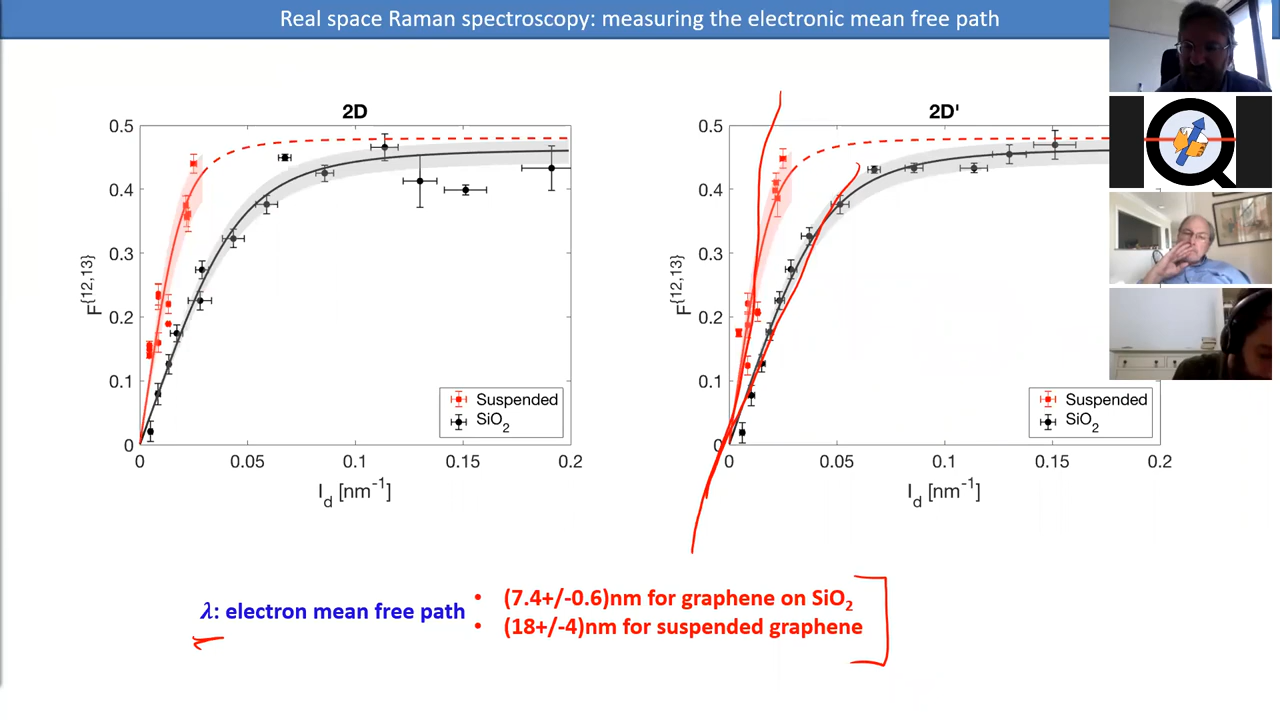 Real space Raman spectroscopy: measuring the electronic mean free path
2D
0.5
0.4
0.3
0.2
0.1
0
F{12,13}
0
0.05
0.1
0.15
0.2
Id [nm-1]
Suspended
SiO2
2D'
0.5
0.4
0.3
0.2
0.1
0
F{12,13}
0
0.05
0.1
0.15
0.2
Id [nm-1]
Suspended
SiO2
λ: electron mean free path
• (7.4+/-0.6)nm for graphene on SiO2
• (18+/-4)nm for suspended graphene